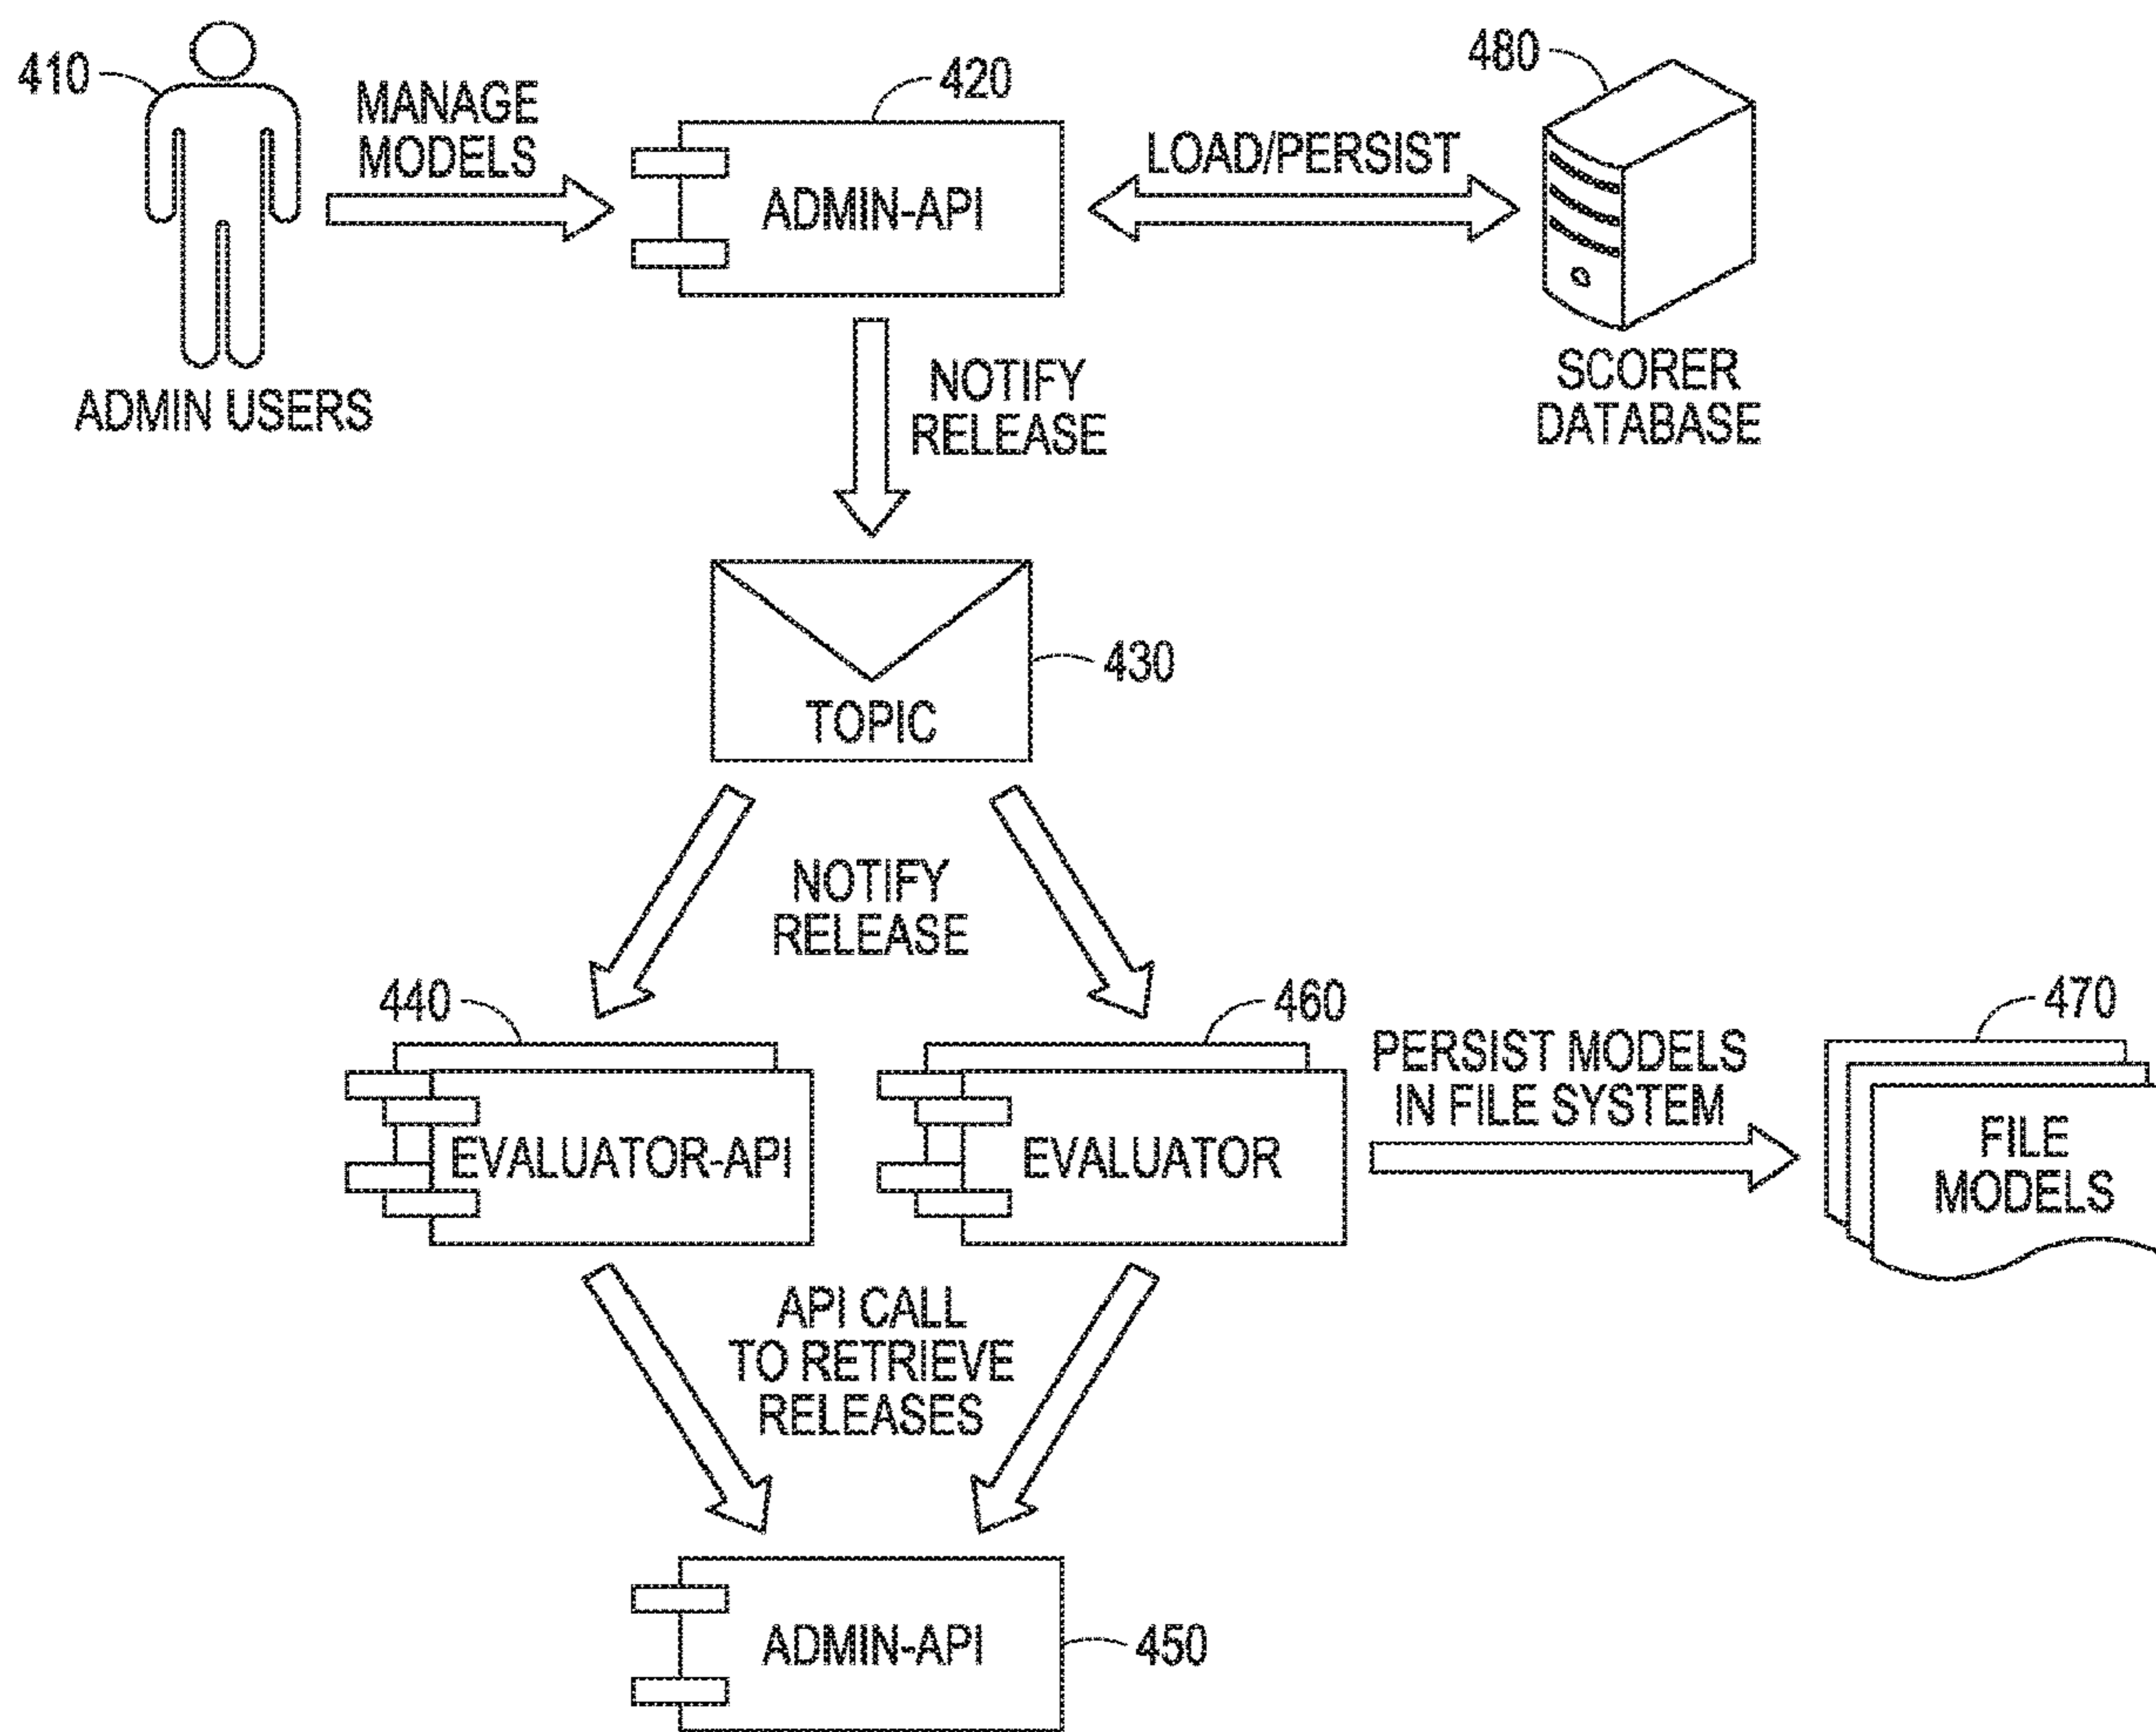 410
MANAGE
MODELS
420
ADMIN-API
LOAD/PERSIST
480
SCORER
DATABASE
ADMIN USERS
NOTIFY
RELEASE
TOPIC
430
NOTIFY
RELEASE
440
EVALUATOR-API
460
EVALUATOR
PERSIST MODELS
IN FILE SYSTEM
470
FILE
MODELS
API CALL
TO RETRIEVE
RELEASES
ADMIN-API
450